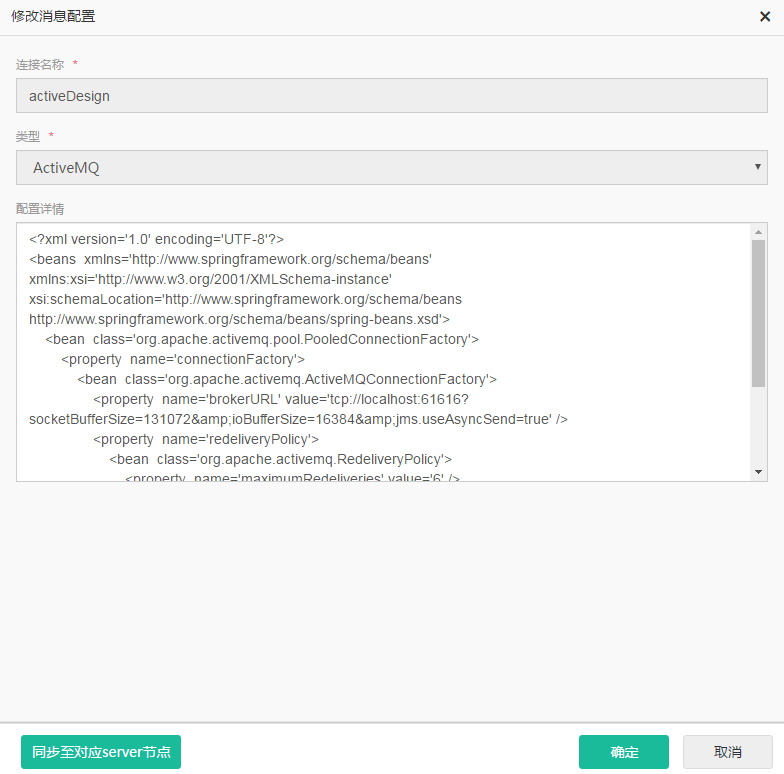 修改消息配置
×
连接名称 *
activeDesign
类型 *
ActiveMQ
配置详情
<?xml version='1.0' encoding='UTF-8'?>
<beans  xmlns='http://www.springframework.org/schema/beans'
xmlns:xsi='http://www.w3.org/2001/XMLSchema-instance'
xsi:schemaLocation='http://www.springframework.org/schema/beans
http://www.springframework.org/schema/beans/spring-beans.xsd'>
<bean  class='org.apache.activemq.pool.PooledConnectionFactory'>
<property  name='connectionFactory'>
<bean  class='org.apache.activemq.ActiveMQConnectionFactory'>
<property  name='brokerURL' value='tcp://localhost:61616?
socketBufferSize=131072&amp;ioBufferSize=16384&amp;jms.useAsyncSend=true' />
<property  name='redeliveryPolicy'>
<bean  class='org.apache.activemq.RedeliveryPolicy'>
<property  name='maximumRedeliveries' value='6' />
同步至对应server节点
确定
取消